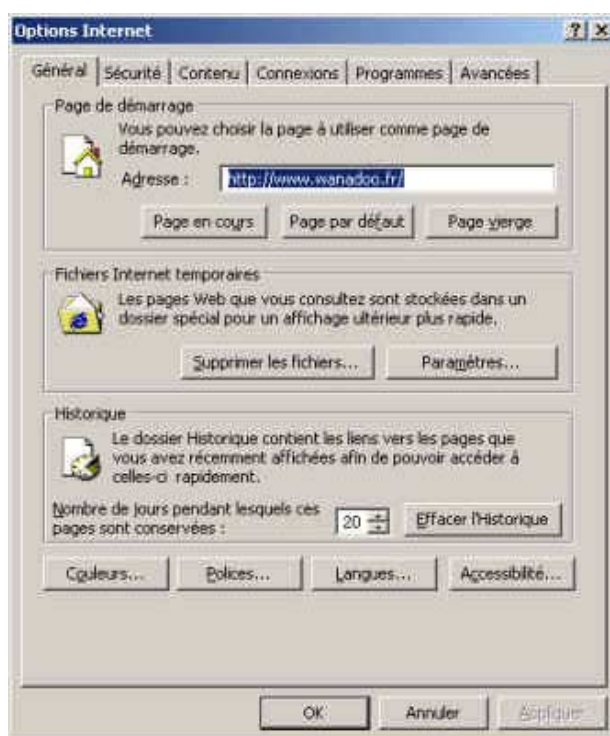 Options Internet
Général Sécurité Contenu Connexions Programmes Avancées
Page de démarrage
Vous pouvez choisir la page à utiliser comme page de
démarrage.
Adresse : http://www.wanadoo.fr/
Page en cours Page par défaut Page vierge
Fichiers Internet temporaires
Les pages Web que vous consultez sont stockées dans un
dossier spécial pour un affichage ultérieur plus rapide.
Supprimer les fichiers... Paramètres...
Historique
Le dossier Historique contient les liens vers les pages que
vous avez récemment affichées afin de pouvoir accéder à
celles-ci rapidement.
Nombre de jours pendant lesquels ces
pages sont conservées :
20 Effacer l'Historique
Couleurs... Polices... Langues... Accessibilité...
OK Annuler Appliquer